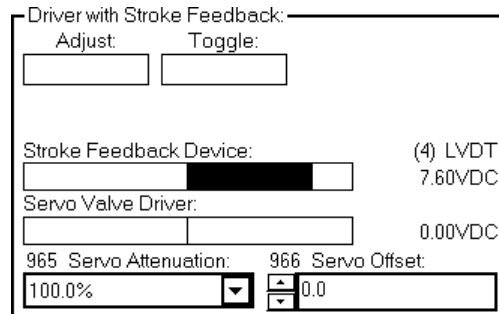 Driver with Stroke Feedback:
Adjust: Toggle:
Stroke Feedback Device: (4) LVDT
7.60VDC
Servo Valve Driver:
0.00VDC
965 Servo Attenuation: 966 Servo Offset:
100.0% 0.0